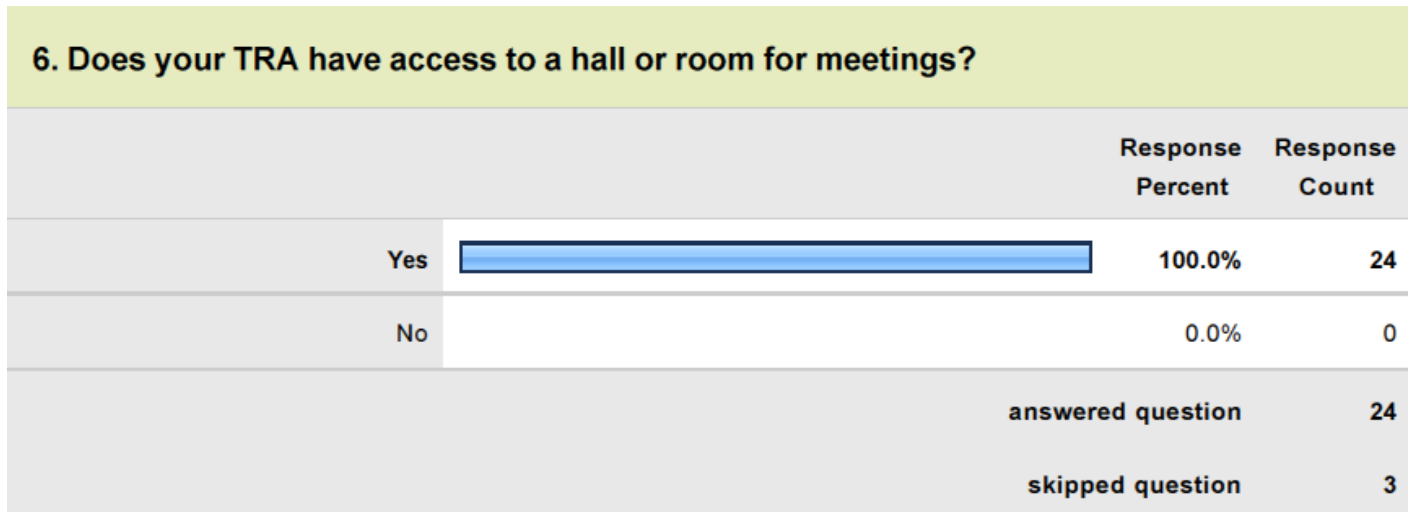 6. Does your TRA have access to a hall or room for meetings?
Response Response
Percent Count
Yes 100.0% 24
No 0.0% 0
answered question 24
skipped question 3